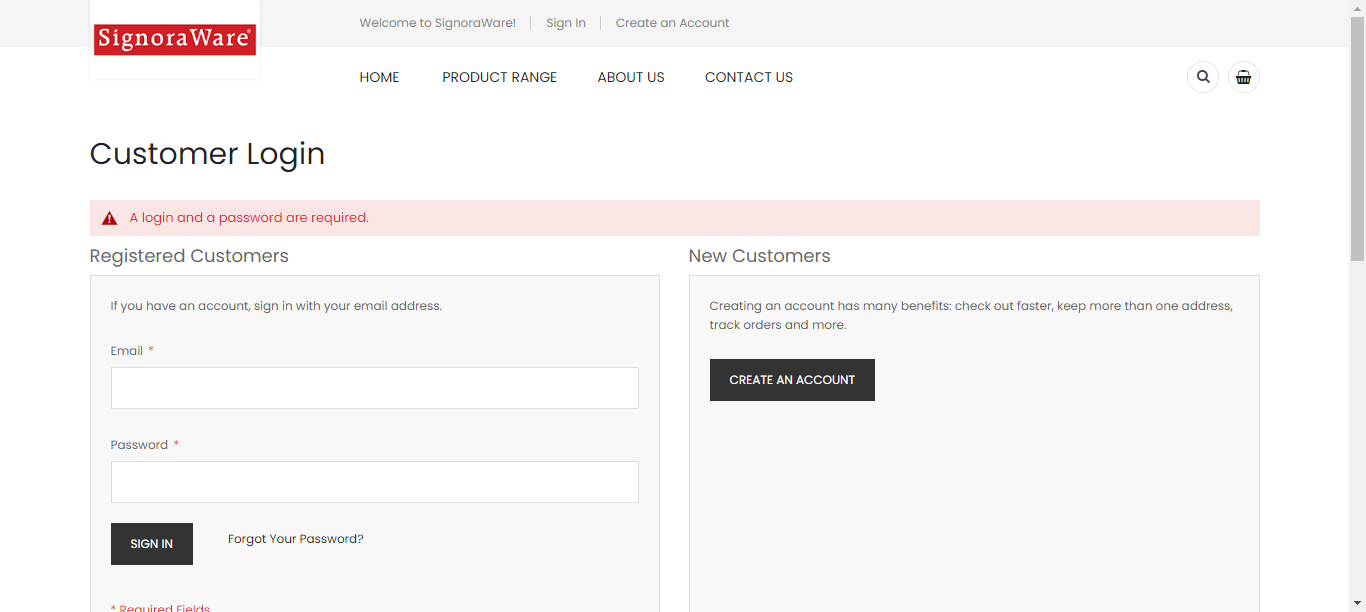 SignoraWare®
Welcome to SignoraWare!
Sign In
Create an Account
HOME
PRODUCT RANGE
ABOUT US
CONTACT US
Customer Login
A login and a password are required.
Registered Customers
If you have an account, sign in with your email address.
Email *
Password *
SIGN IN
Forgot Your Password?
* Required Fields
New Customers
Creating an account has many benefits: check out faster, keep more than one address,
track orders and more.
CREATE AN ACCOUNT